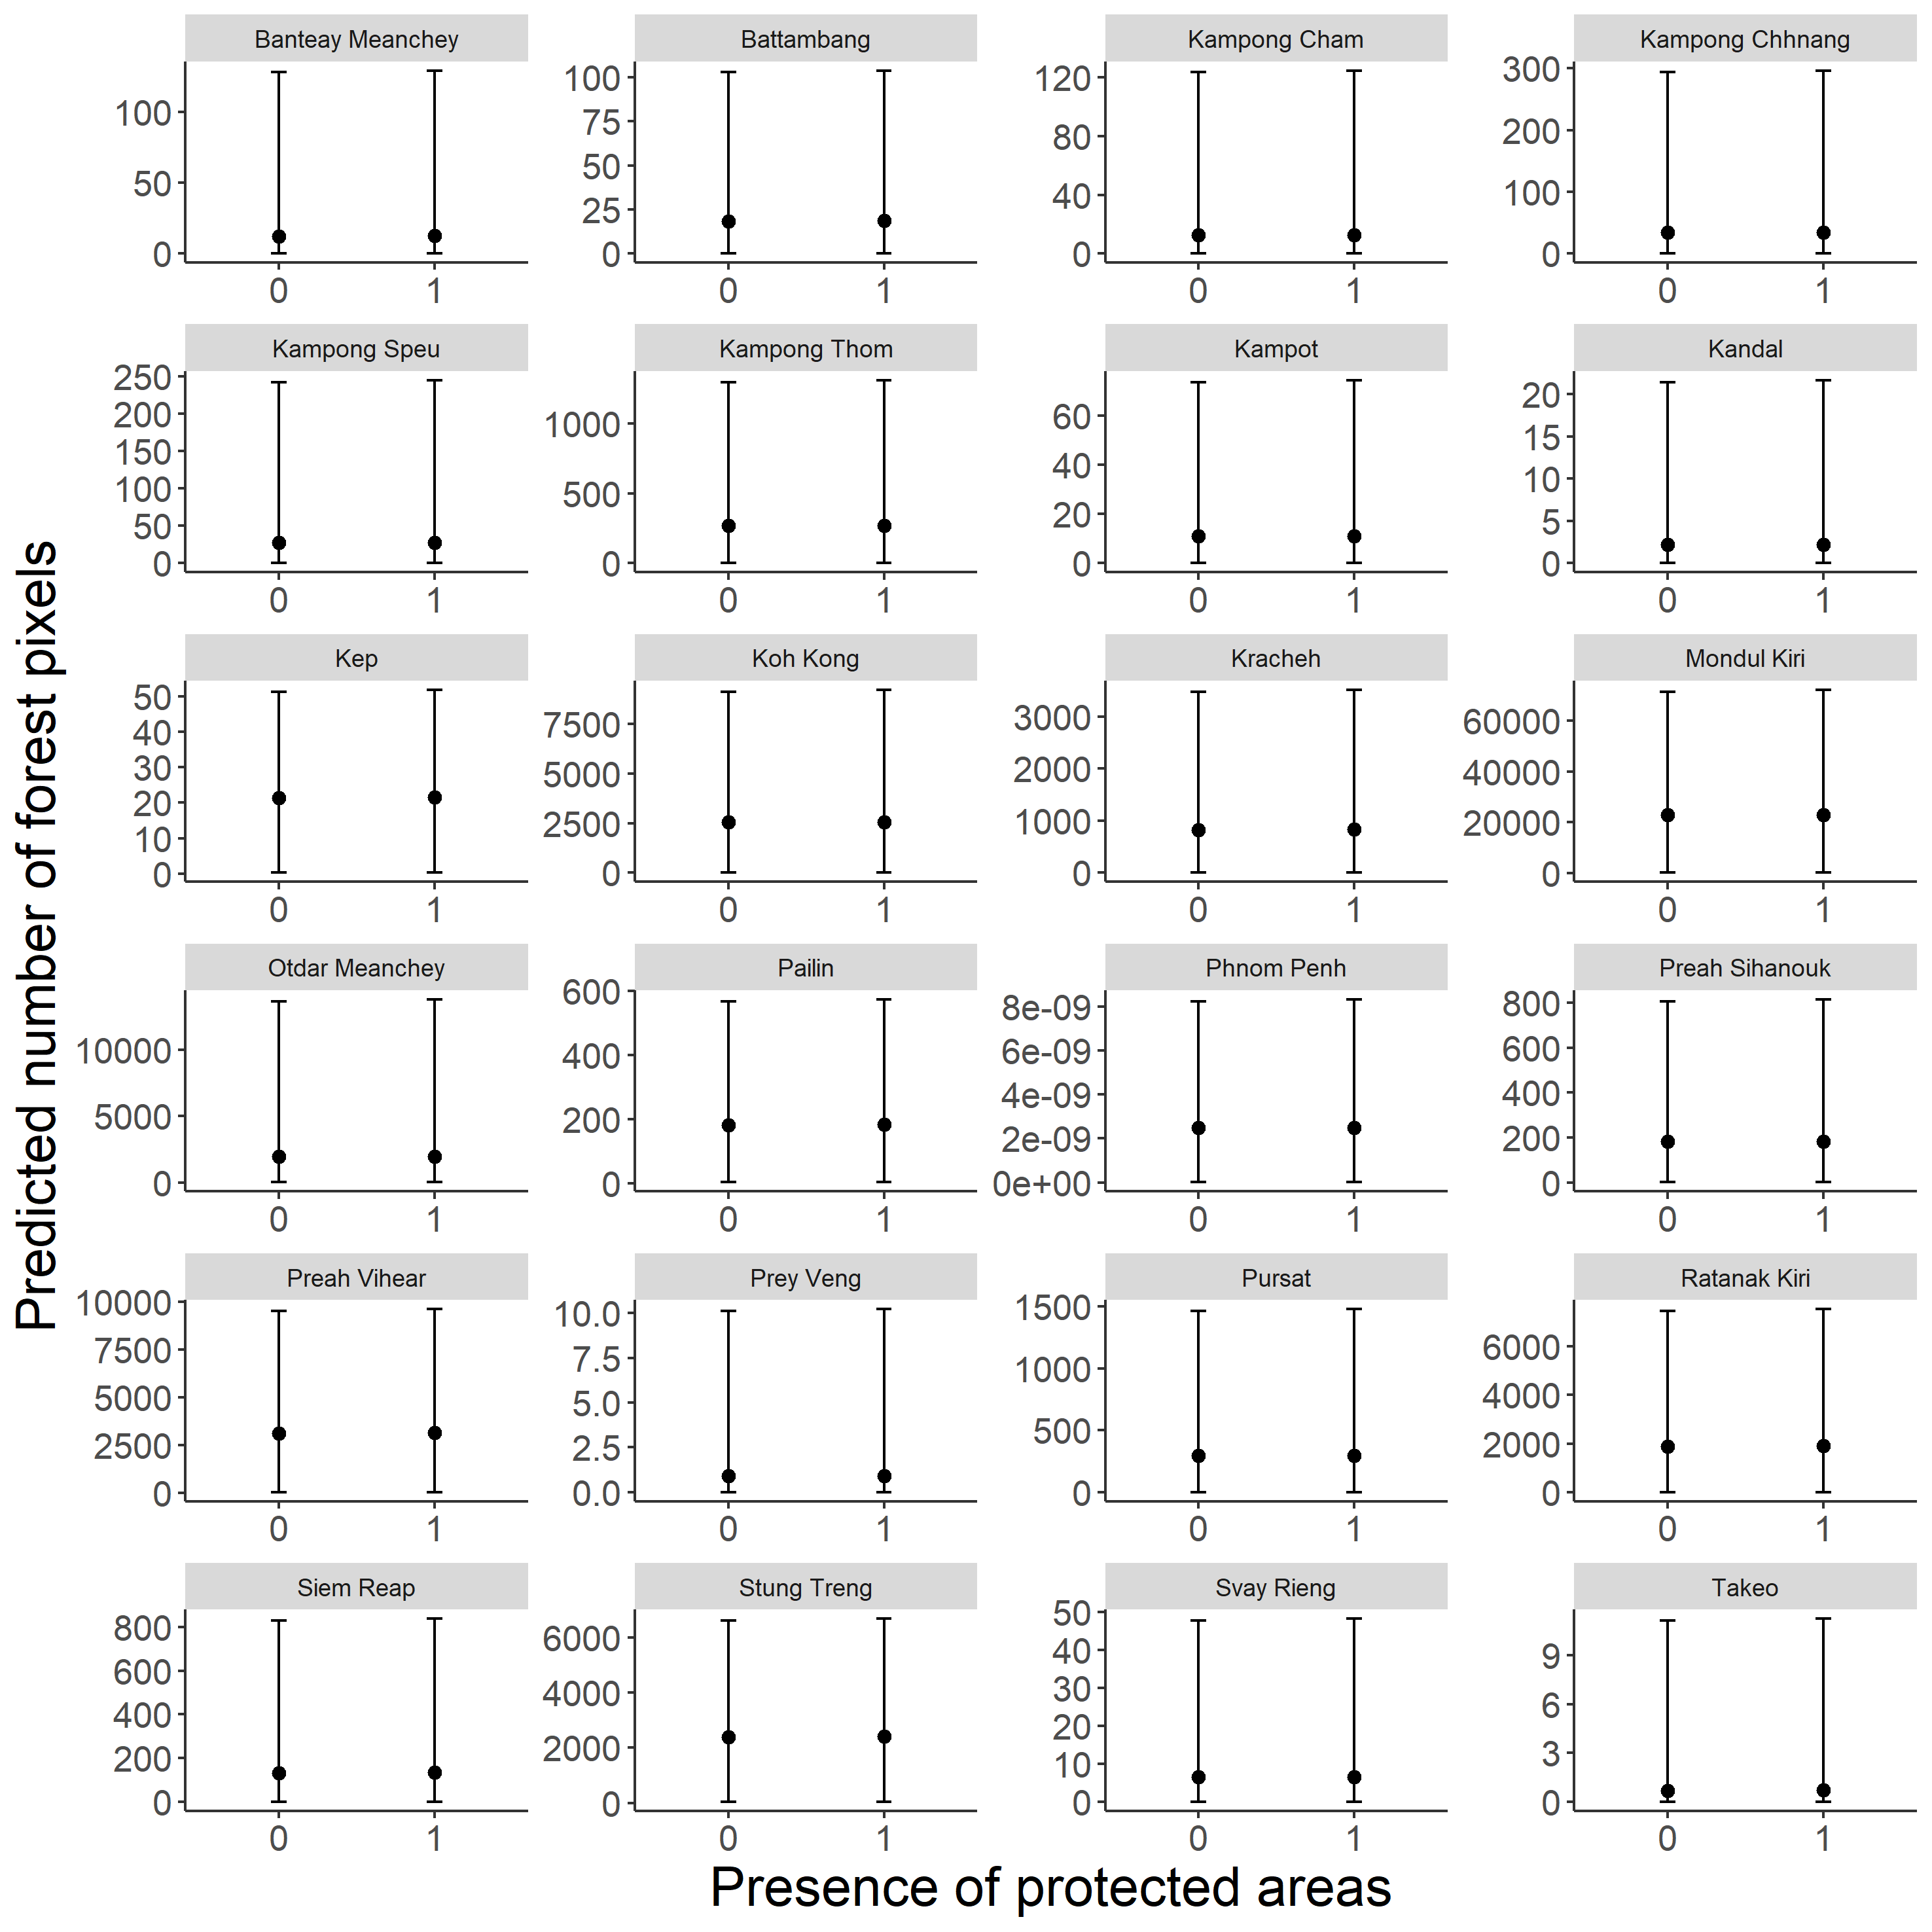 Banteay Meanchey Battambang Kampong Cham Kampong Chhnang
100 50 0 0 1
100 75 50 25 0 0 1
120 80 40 0 0 1
300 200 100 0 0 1
Kampong Speu Kampong Thom Kampot Kandal
250 200 150 100 50 0 0 1
1000 500 0 0 1
60 40 20 0 0 1
20 15 10 5 0 0 1
Kep Koh Kong Kracheh Mondul Kiri
50 40 30 20 10 0 0 1
7500 5000 2500 0 0 1
3000 2000 1000 0 0 1
60000 40000 20000 0 0 1
Otdar Meanchey Pailin Phnom Penh Preah Sihanouk
10000 5000 0 0 1
600 400 200 0 0 1
8e-09 6e-09 4e-09 2e-09 0e+00 0 1
800 600 400 200 0 0 1
Preah Vihear Prey Veng Pursat Ratanak Kiri
10000 7500 5000 2500 0 0 1
10.0 7.5 5.0 2.5 0.0 0 1
1500 1000 500 0 0 1
6000 4000 2000 0 0 1
Siem Reap Stung Treng Svay Rieng Takeo
800 600 400 200 0 0 1
6000 4000 2000 0 0 1
50 40 30 20 10 0 0 1
9 6 3 0 0 1
Predicted number of forest pixels
Presence of protected areas